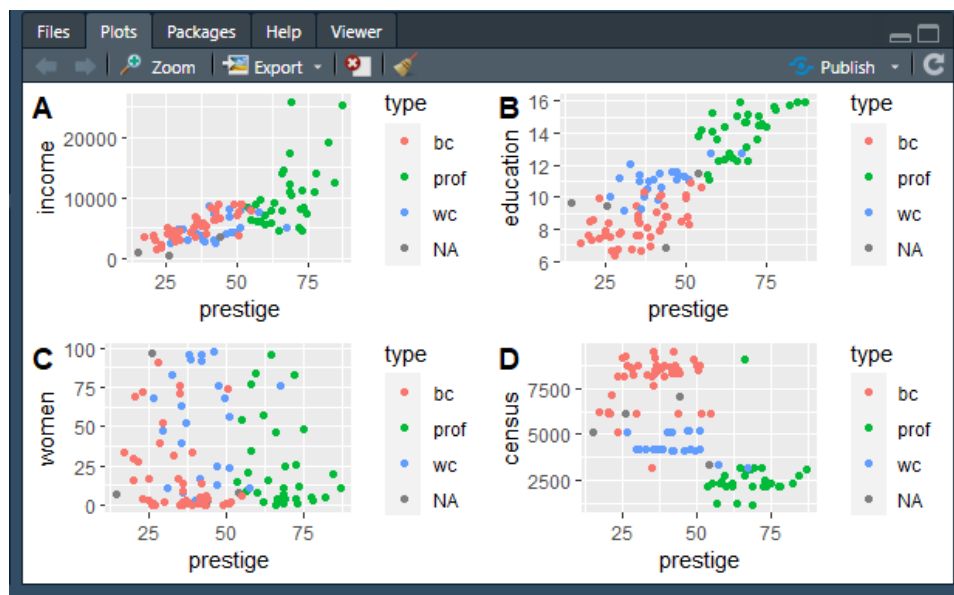 Files Plots Packages Help Viewer
Zoom Export Publish
A
type
20000
10000
0
income
25 50 75
prestige
bc
prof
wc
NA
B
type
16
14
12
10
8
6
education
25 50 75
prestige
bc
prof
wc
NA
C
type
100
75
50
25
0
women
25 50 75
prestige
bc
prof
wc
NA
D
type
7500
5000
2500
census
25 50 75
prestige
bc
prof
wc
NA